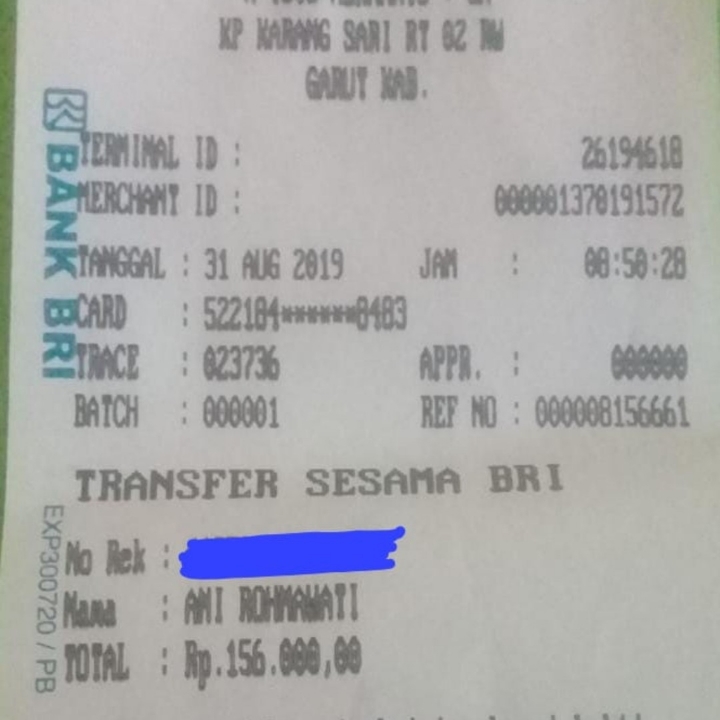 KP KARANG SARI RT 02 RW
GARUT KAB.
TERMINAL ID : 26194618
MERCHANT ID : 000001370191572
TANGGAL : 31 AUG 2019 JAM : 08:50:28
CARD : 522184******8483
TRACE : 023736 APPR. : 000000
BATCH : 000001 REF NO : 000008156661
TRANSFER SESAMA BRI
No Rek :
Nama : ANI ROHMAWATI
TOTAL : Rp.156.000,00
BANK BRI
EXP300720 / PB